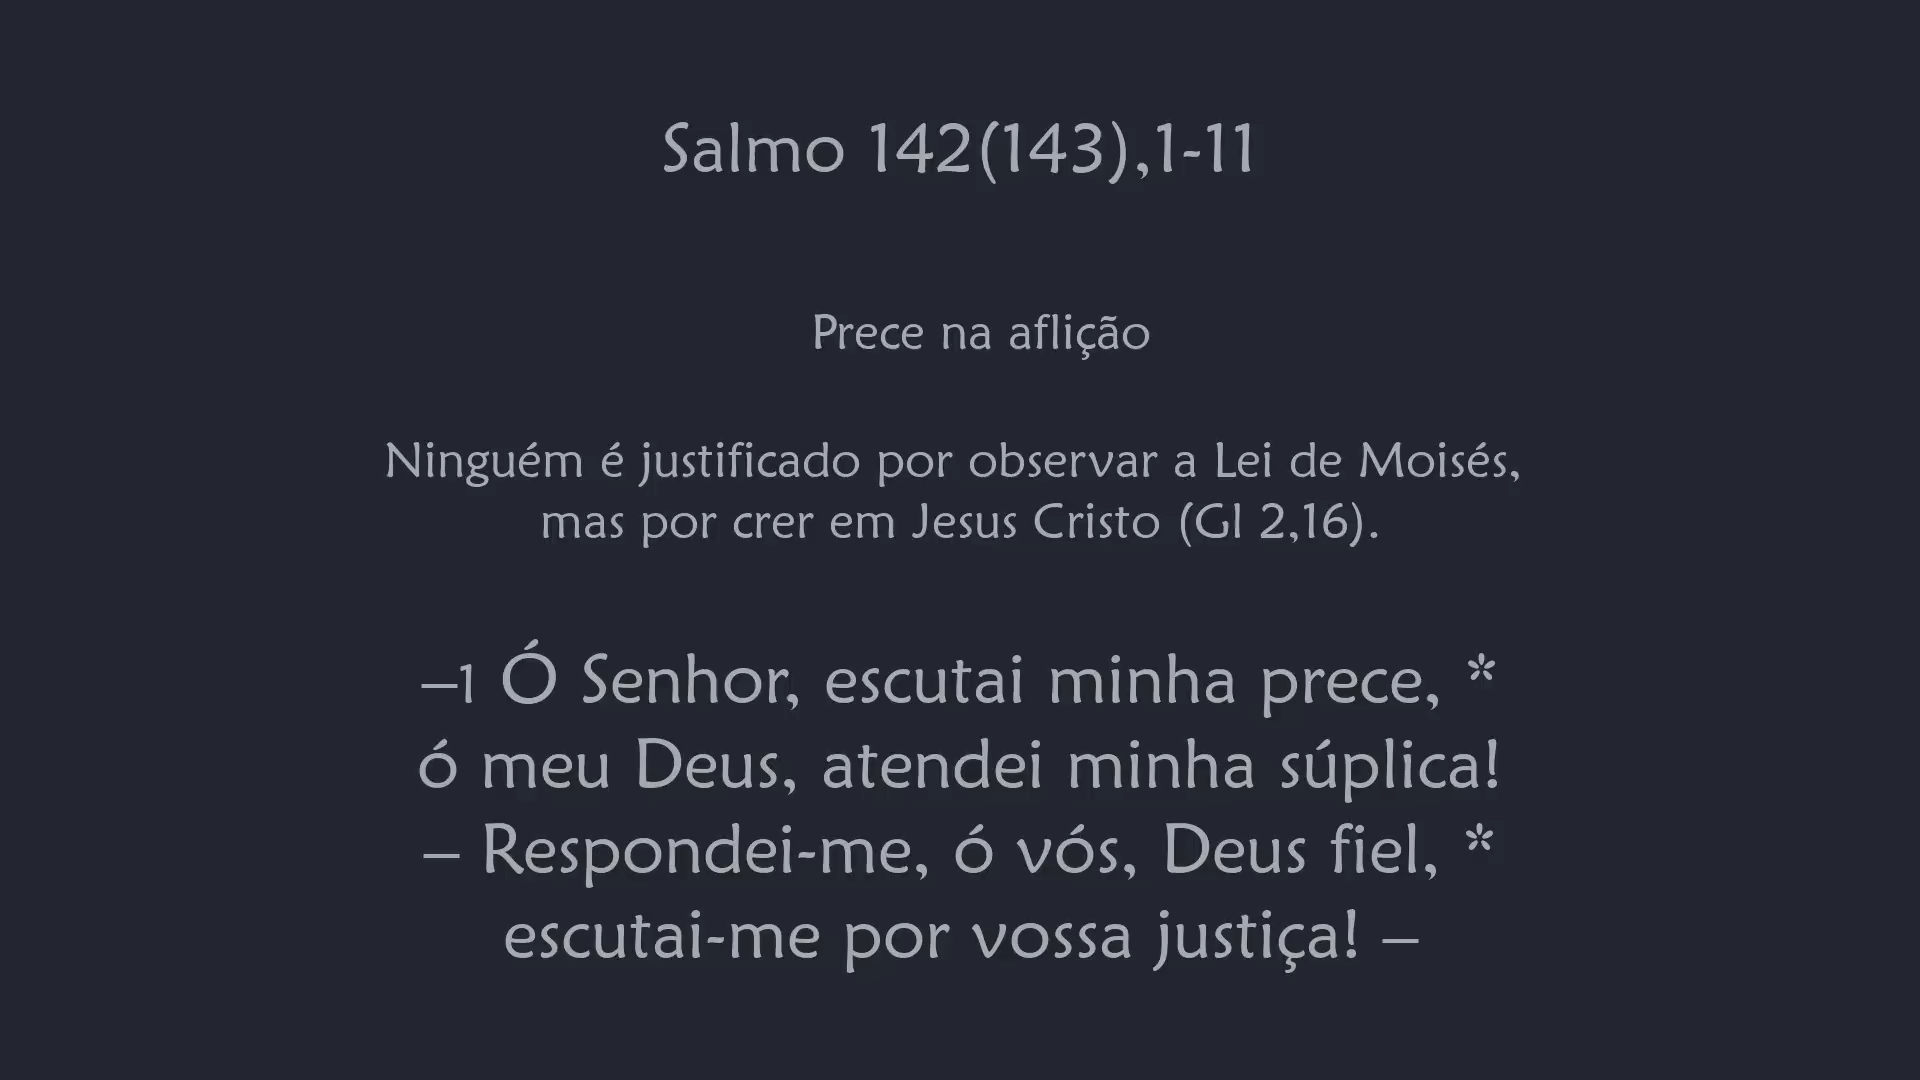 Salmo 142(143),1-11
Prece na aflição
Ninguém é justificado por observar a Lei de Moisés,
mas por crer em Jesus Cristo (Gl 2,16).
–1 Ó Senhor, escutai minha prece, *
ó meu Deus, atendei minha súplica!
– Respondei-me, ó vós, Deus fiel, *
escutai-me por vossa justiça! –